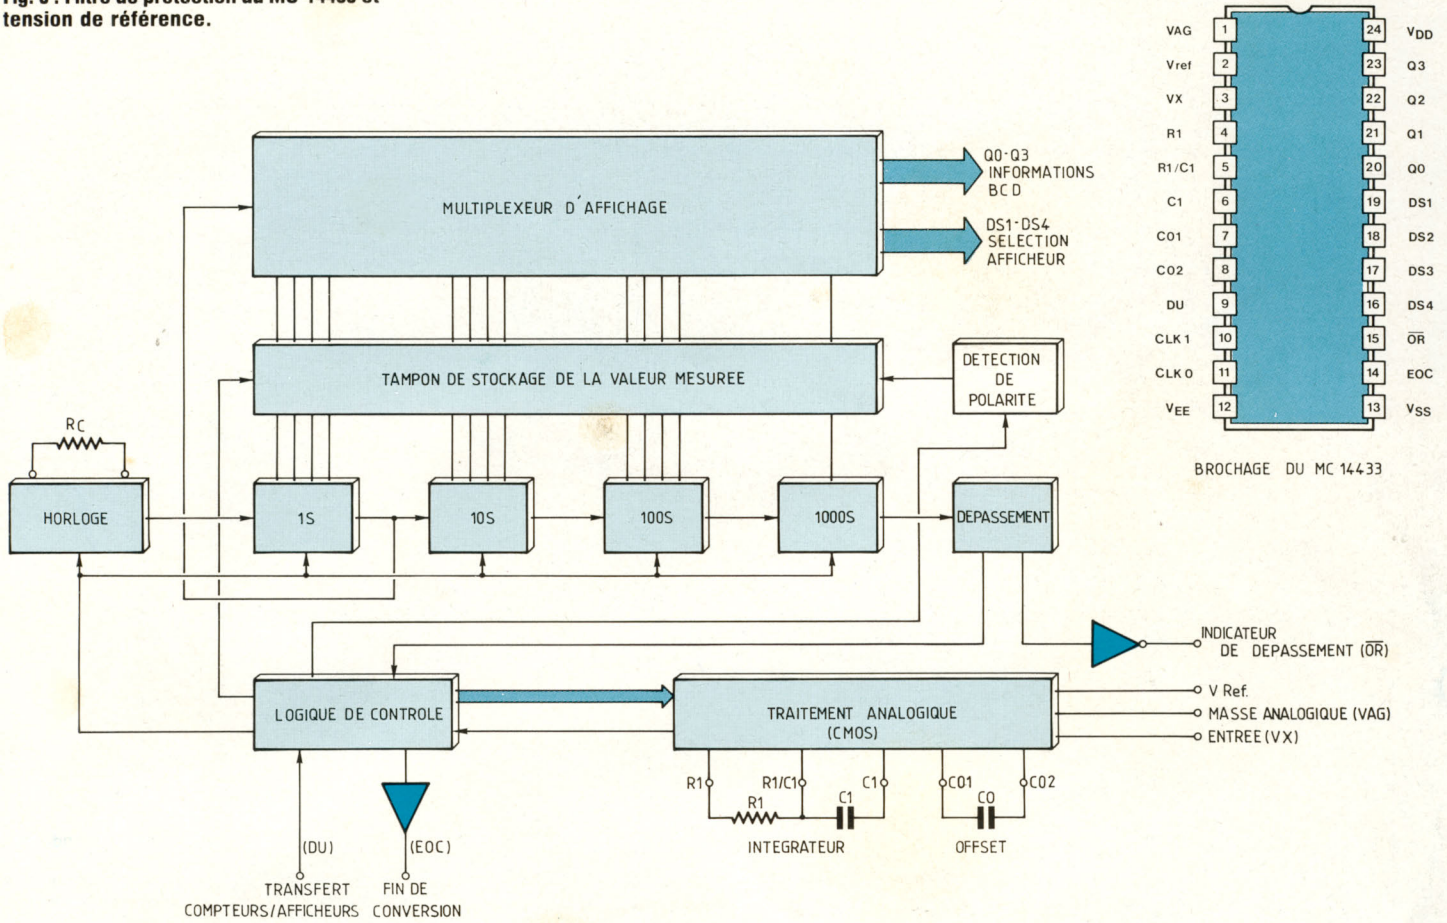 tension de référence.
MULTIPLEXEUR D'AFFICHAGE
Q0-Q3
INFORMATIONS
BCD
DS1-DS4
SELECTION
AFFICHEUR
TAMPON DE STOCKAGE DE LA VALEUR MESUREE
DETECTION
DE
POLARITE
RC
HORLOGE
1S
10S
100S
1000S
DEPASSEMENT
INDICATEUR
DE DEPASSEMENT (OR)
LOGIQUE DE CONTROLE
TRAITEMENT ANALOGIQUE
(CMOS)
V Ref.
MASSE ANALOGIQUE (VAG)
ENTREE (VX)
R1
R1/C1
C1
CO1
CO2
R1
C1
CO
INTEGRATEUR
OFFSET
(DU)
(EOC)
TRANSFERT
COMPTEURS/AFFICHEURS
FIN DE
CONVERSION
VAG 1 24 VDD
Vref 2 23 Q3
VX 3 22 Q2
R1 4 21 Q1
R1/C1 5 20 Q0
C1 6 19 DS1
CO1 7 18 DS2
CO2 8 17 DS3
DU 9 16 DS4
CLK 1 10 15 OR
CLK 0 11 14 EOC
VEE 12 13 VSS
BROCHAGE DU MC 14433